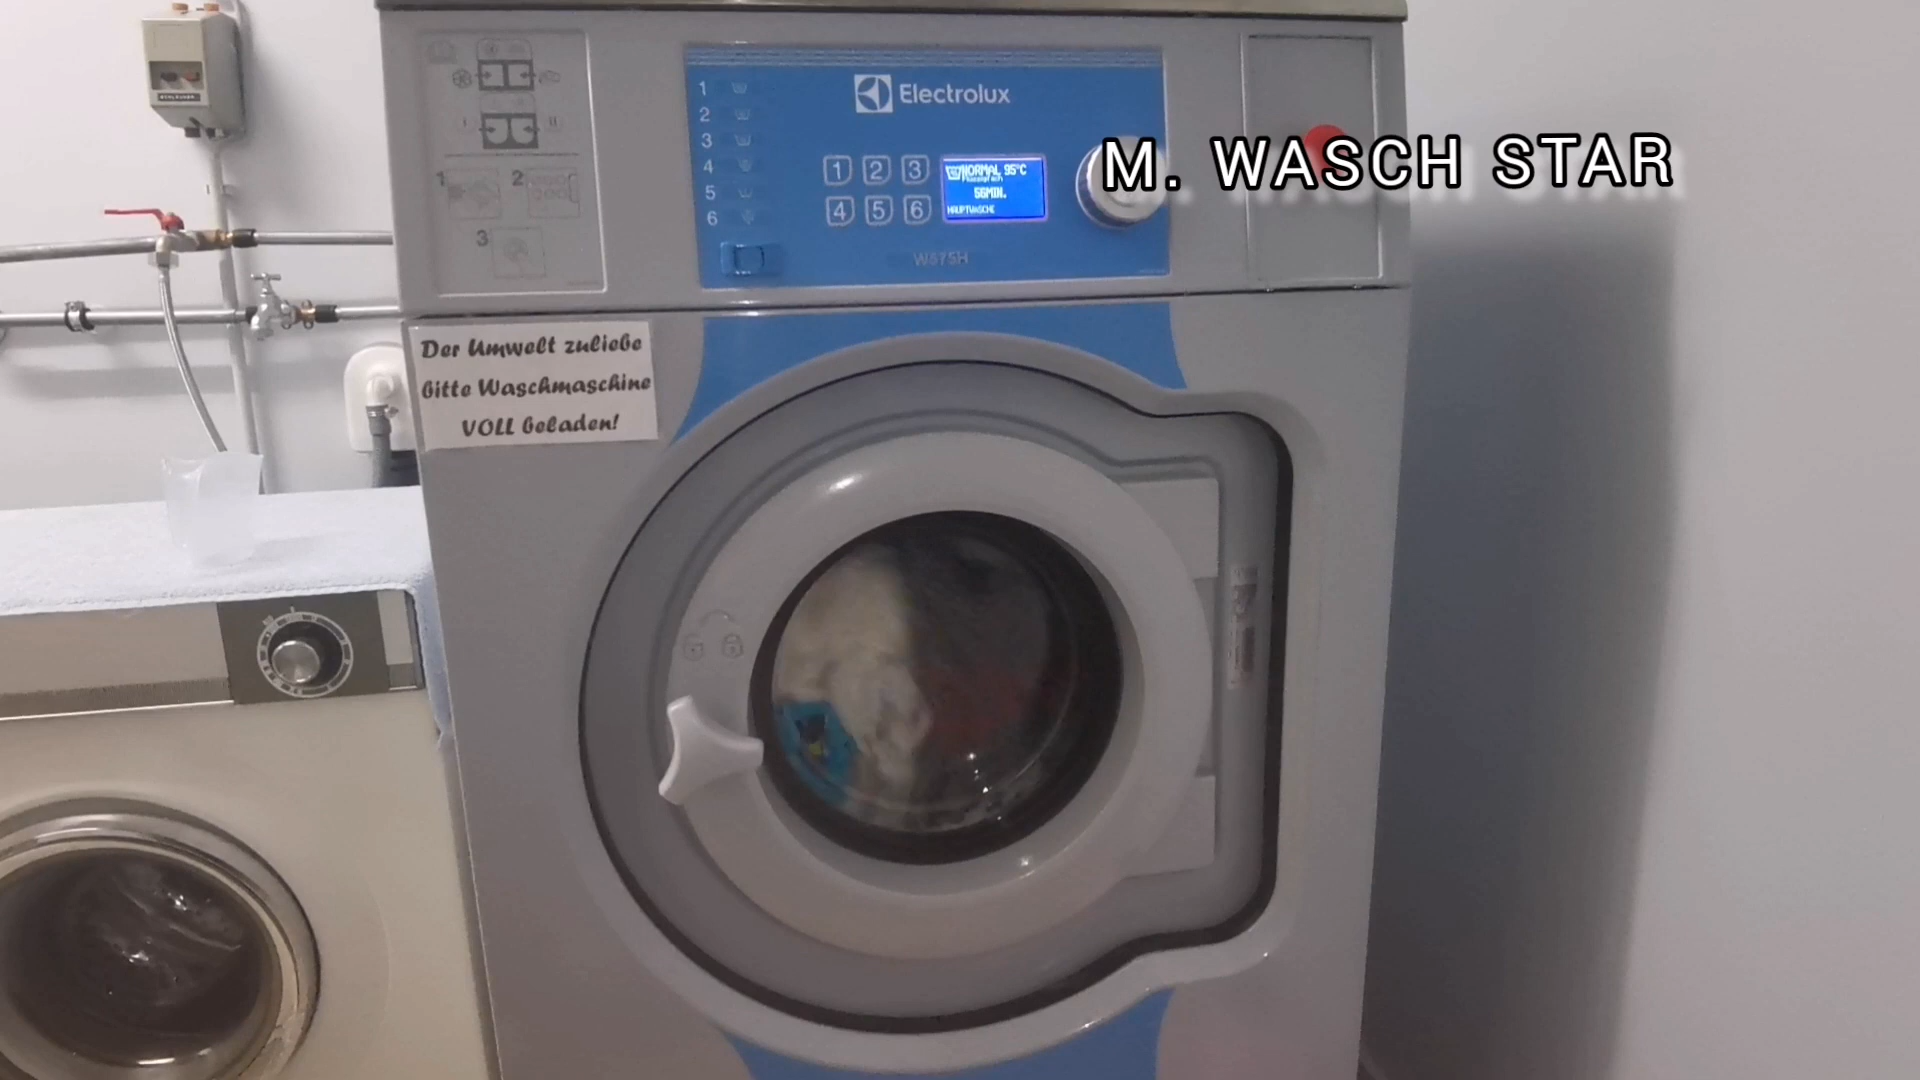 1
2
3
4
5
6
Electrolux
1 2 3
4 5 6
NORMAL 95°C
56MIN.
HAUPTWÄSCHE
W575H
M. WASCH STAR
I II
1 2
3
Der Umwelt zuliebe
bitte Waschmaschine
VOLL beladen!